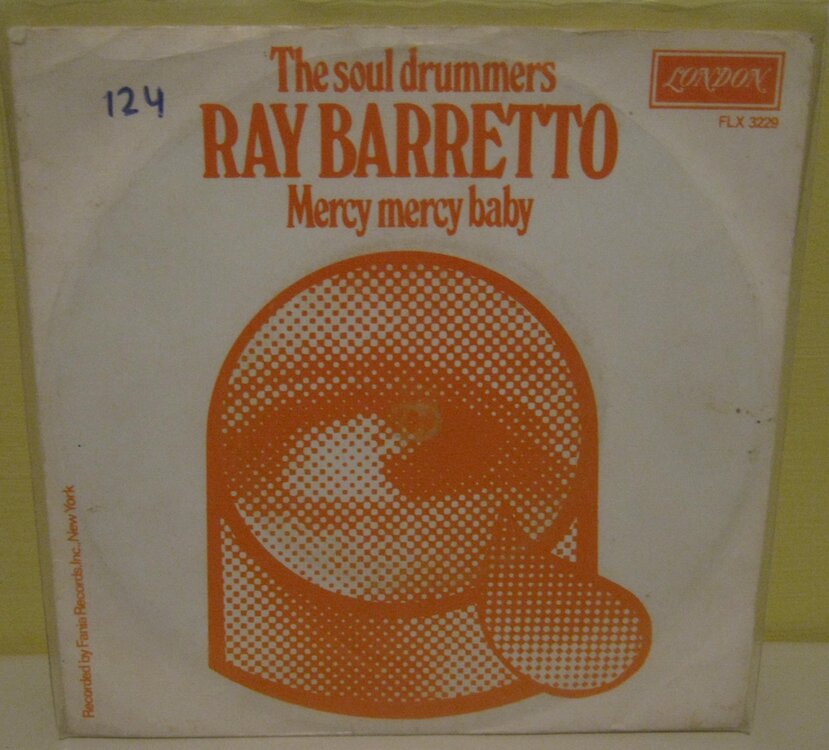 The soul drummers
RAY BARRETTO
Mercy mercy baby
LONDON
FLX 3229
124
Recorded by Fania Records,Inc.,New York